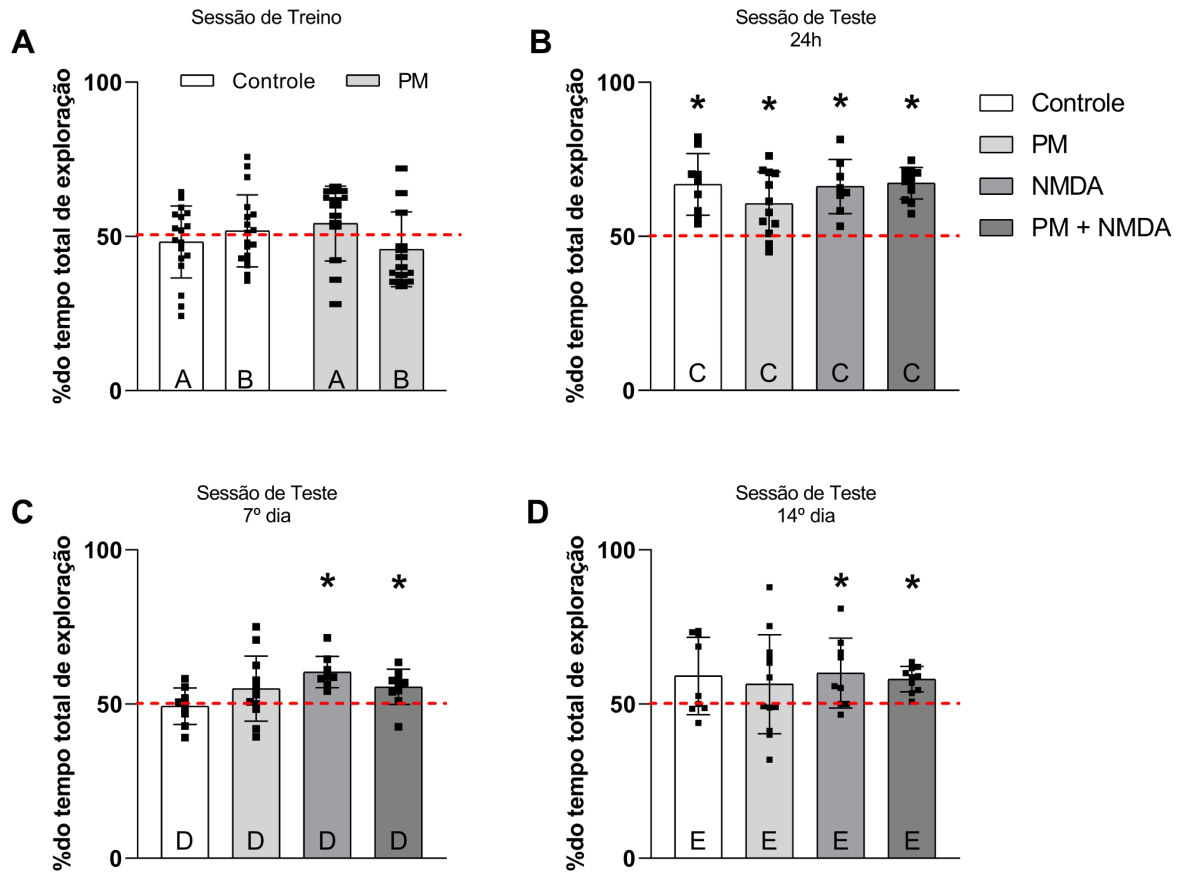 Sessão de Treino
A
%do tempo total de exploração
Controle
PM
100
50
0
A
B
A
B
Sessão de Teste
24h
B
%do tempo total de exploração
100
50
0
*
*
*
*
C
C
C
C
Controle
PM
NMDA
PM + NMDA
Sessão de Teste
7º dia
C
%do tempo total de exploração
100
50
0
*
*
D
D
D
D
Sessão de Teste
14º dia
D
%do tempo total de exploração
100
50
0
*
*
E
E
E
E